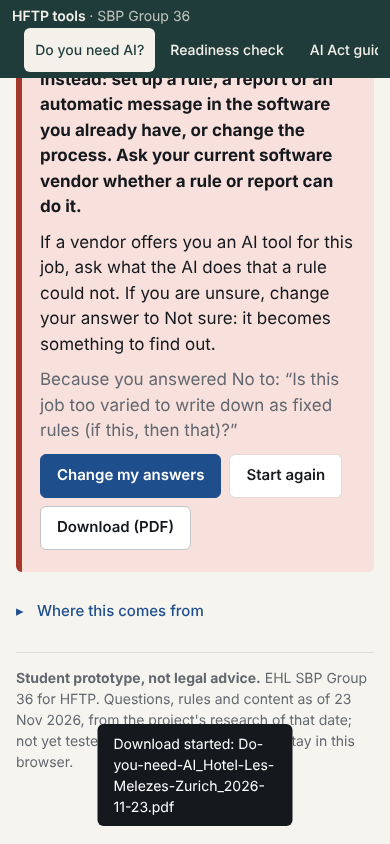 HFTP tools · SBP Group 36
Do you need AI? Readiness check AI Act guid
instead: set up a rule, a report or an
automatic message in the software
you already have, or change the
process. Ask your current software
vendor whether a rule or report can
do it.
If a vendor offers you an AI tool for this
job, ask what the AI does that a rule
could not. If you are unsure, change
your answer to Not sure: it becomes
something to find out.
Because you answered No to: “Is this
job too varied to write down as fixed
rules (if this, then that)?”
Change my answers Start again
Download (PDF)
▸ Where this comes from
Student prototype, not legal advice. EHL SBP Group
36 for HFTP. Questions, rules and content as of 23
Nov 2026, from the project's research of that date;
not yet teste tay in this
browser.
Download started: Do-
you-need-AI_Hotel-Les-
Melezes-Zurich_2026-
11-23.pdf